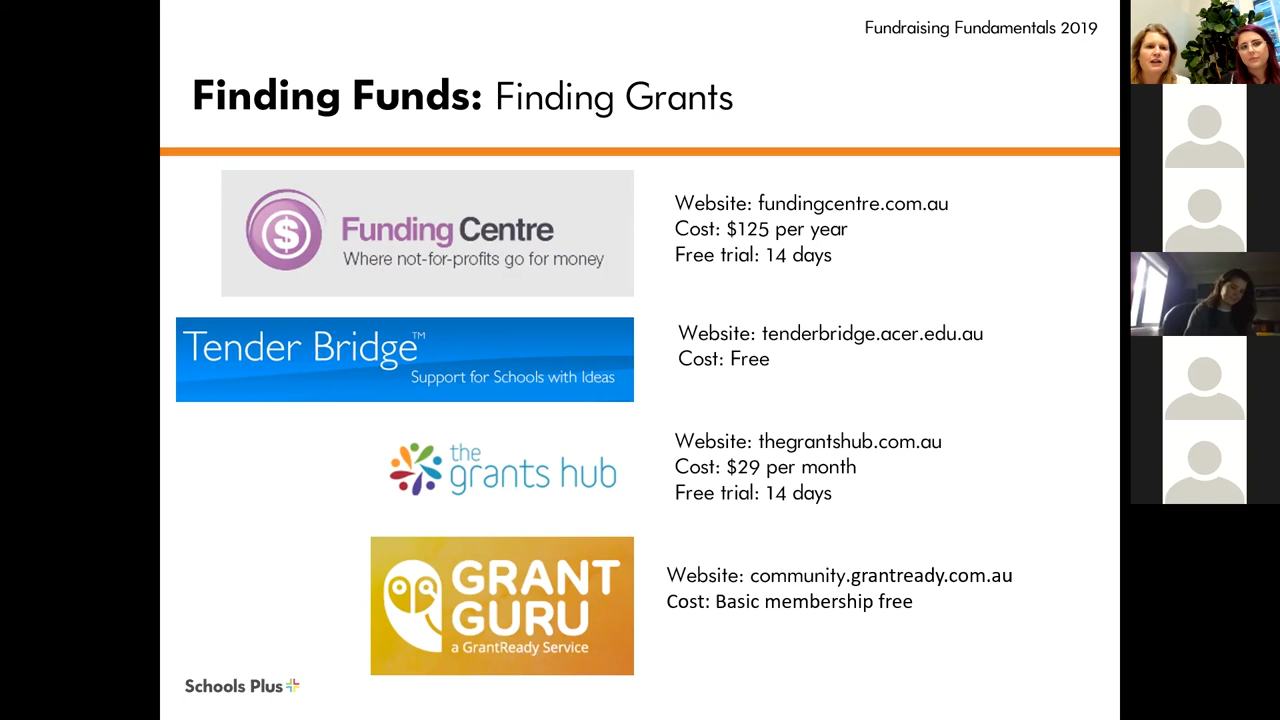 Fundraising Fundamentals 2019
Finding Funds: Finding Grants
Funding Centre
Where not-for-profits go for money
Website: fundingcentre.com.au
Cost: $125 per year
Free trial: 14 days
Tender Bridge™
Support for Schools with Ideas
Website: tenderbridge.acer.edu.au
Cost: Free
the
grants hub
Website: thegrantshub.com.au
Cost: $29 per month
Free trial: 14 days
GRANT
GURU
a GrantReady Service
Website: community.grantready.com.au
Cost: Basic membership free
Schools Plus